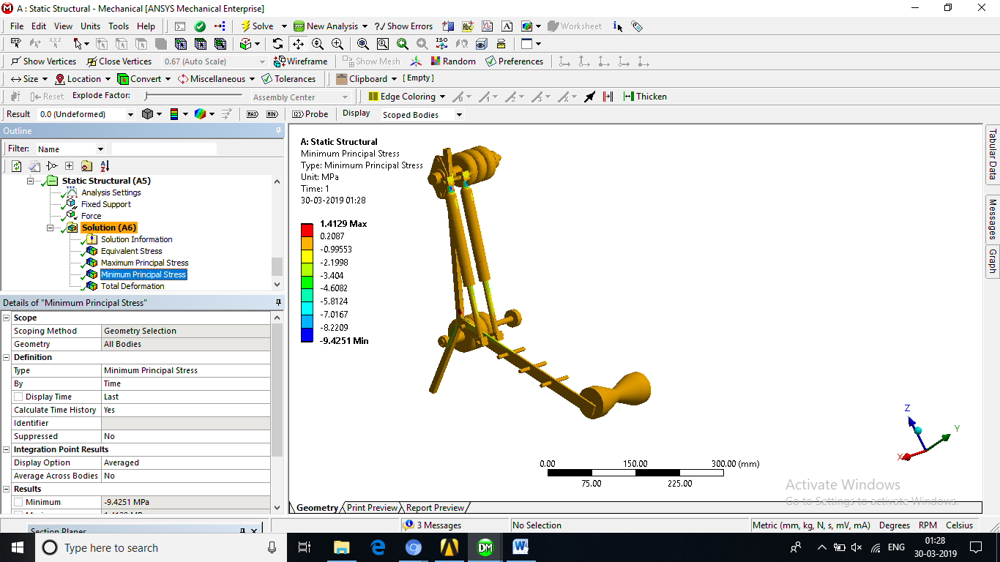 A : Static Structural - Mechanical [ANSYS Mechanical Enterprise]
File Edit View Units Tools Help Solve New Analysis ?/ Show Errors Worksheet
Show Vertices Close Vertices 0.67 (Auto Scale) Wireframe Show Mesh Random Preferences
Size Location Convert Miscellaneous Tolerances Clipboard [ Empty ]
Reset Explode Factor: Assembly Center Edge Coloring Thicken
Result 0.0 (Undeformed) MAX MIN 123 Probe Display Scoped Bodies
Outline
Filter: Name
Static Structural (A5)
Analysis Settings
Fixed Support
Force
Solution (A6)
Solution Information
Equivalent Stress
Maximum Principal Stress
Minimum Principal Stress
Total Deformation
Details of "Minimum Principal Stress"
Scope
Scoping Method Geometry Selection
Geometry All Bodies
Definition
Type Minimum Principal Stress
By Time
Display Time Last
Calculate Time History Yes
Identifier
Suppressed No
Integration Point Results
Display Option Averaged
Average Across Bodies No
Results
Minimum -9.4251 MPa
Section Planes
A: Static Structural
Minimum Principal Stress
Type: Minimum Principal Stress
Unit: MPa
Time: 1
30-03-2019 01:28
1.4129 Max
0.2087
-0.99553
-2.1998
-3.404
-4.6082
-5.8124
-7.0167
-8.2209
-9.4251 Min
Z
Y
X
0.00 150.00 300.00 (mm)
75.00 225.00
Activate Windows
Go to Settings to activate Windows.
Geometry Print Preview Report Preview
Tabular Data
Messages
Graph
3 Messages No Selection Metric (mm, kg, N, s, mV, mA) Degrees RPM Celsius
Type here to search DM W ENG 01:28
30-03-2019